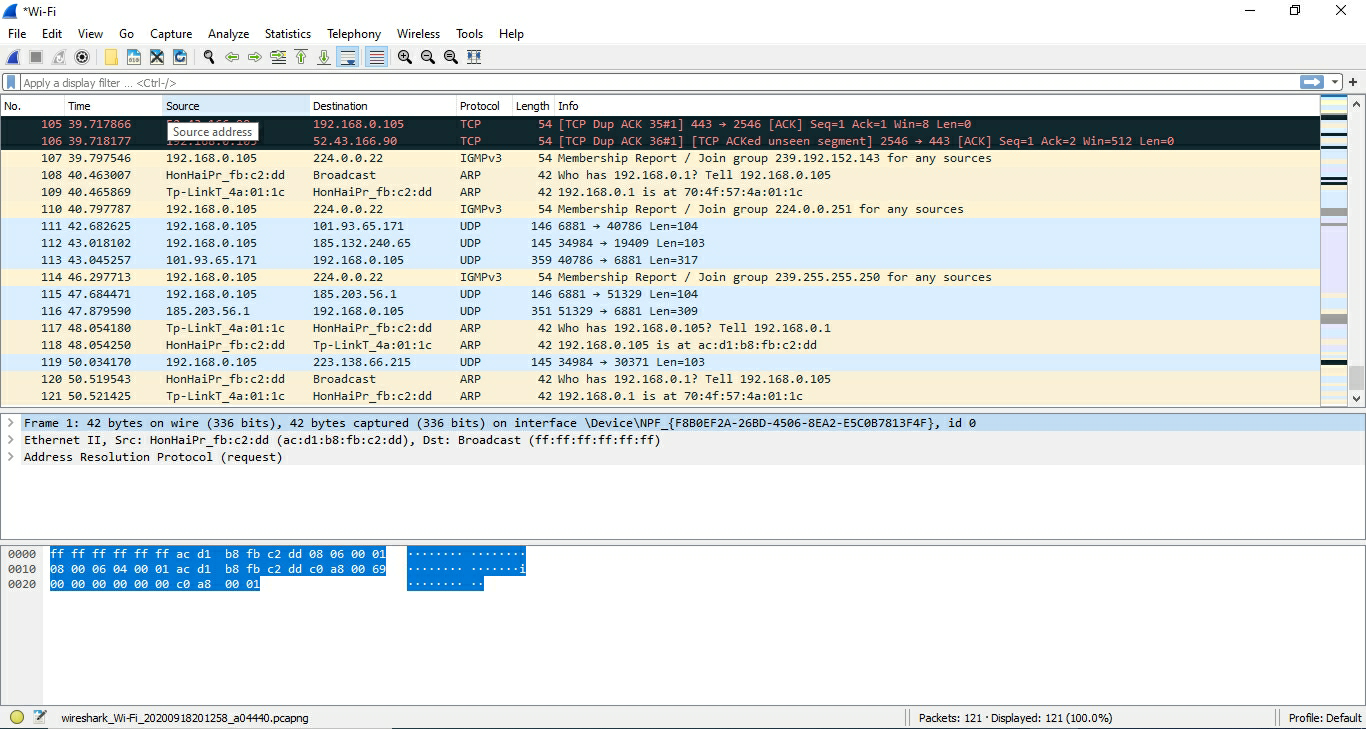 *Wi-Fi
File Edit View Go Capture Analyze Statistics Telephony Wireless Tools Help
Apply a display filter ... <Ctrl-/>
No. Time Source Destination Protocol Length Info
105 39.717866 52.43.166.90 192.168.0.105 TCP 54 [TCP Dup ACK 35#1] 443 → 2546 [ACK] Seq=1 Ack=1 Win=8 Len=0
Source address
106 39.718177 192.168.0.105 52.43.166.90 TCP 54 [TCP Dup ACK 36#1] [TCP ACKed unseen segment] 2546 → 443 [ACK] Seq=1 Ack=2 Win=512 Len=0
107 39.797546 192.168.0.105 224.0.0.22 IGMPv3 54 Membership Report / Join group 239.192.152.143 for any sources
108 40.463007 HonHaiPr_fb:c2:dd Broadcast ARP 42 Who has 192.168.0.1? Tell 192.168.0.105
109 40.465869 Tp-LinkT_4a:01:1c HonHaiPr_fb:c2:dd ARP 42 192.168.0.1 is at 70:4f:57:4a:01:1c
110 40.797787 192.168.0.105 224.0.0.22 IGMPv3 54 Membership Report / Join group 224.0.0.251 for any sources
111 42.682625 192.168.0.105 101.93.65.171 UDP 146 6881 → 40786 Len=104
112 43.018102 192.168.0.105 185.132.240.65 UDP 145 34984 → 19409 Len=103
113 43.045257 101.93.65.171 192.168.0.105 UDP 359 40786 → 6881 Len=317
114 46.297713 192.168.0.105 224.0.0.22 IGMPv3 54 Membership Report / Join group 239.255.255.250 for any sources
115 47.684471 192.168.0.105 185.203.56.1 UDP 146 6881 → 51329 Len=104
116 47.879590 185.203.56.1 192.168.0.105 UDP 351 51329 → 6881 Len=309
117 48.054180 Tp-LinkT_4a:01:1c HonHaiPr_fb:c2:dd ARP 42 Who has 192.168.0.105? Tell 192.168.0.1
118 48.054250 HonHaiPr_fb:c2:dd Tp-LinkT_4a:01:1c ARP 42 192.168.0.105 is at ac:d1:b8:fb:c2:dd
119 50.034170 192.168.0.105 223.138.66.215 UDP 145 34984 → 30371 Len=103
120 50.519543 HonHaiPr_fb:c2:dd Broadcast ARP 42 Who has 192.168.0.1? Tell 192.168.0.105
121 50.521425 Tp-LinkT_4a:01:1c HonHaiPr_fb:c2:dd ARP 42 192.168.0.1 is at 70:4f:57:4a:01:1c
Frame 1: 42 bytes on wire (336 bits), 42 bytes captured (336 bits) on interface \Device\NPF_{F8B0EF2A-26BD-4506-8EA2-E5C0B7813F4F}, id 0
Ethernet II, Src: HonHaiPr_fb:c2:dd (ac:d1:b8:fb:c2:dd), Dst: Broadcast (ff:ff:ff:ff:ff:ff)
Address Resolution Protocol (request)
0000 ff ff ff ff ff ff ac d1 b8 fb c2 dd 08 06 00 01 ········ ········
0010 08 00 06 04 00 01 ac d1 b8 fb c2 dd c0 a8 00 69 ········ ·······i
0020 00 00 00 00 00 00 c0 a8 00 01 ········ ··
wireshark_Wi-Fi_20200918201258_a04440.pcapng Packets: 121 · Displayed: 121 (100.0%) Profile: Default